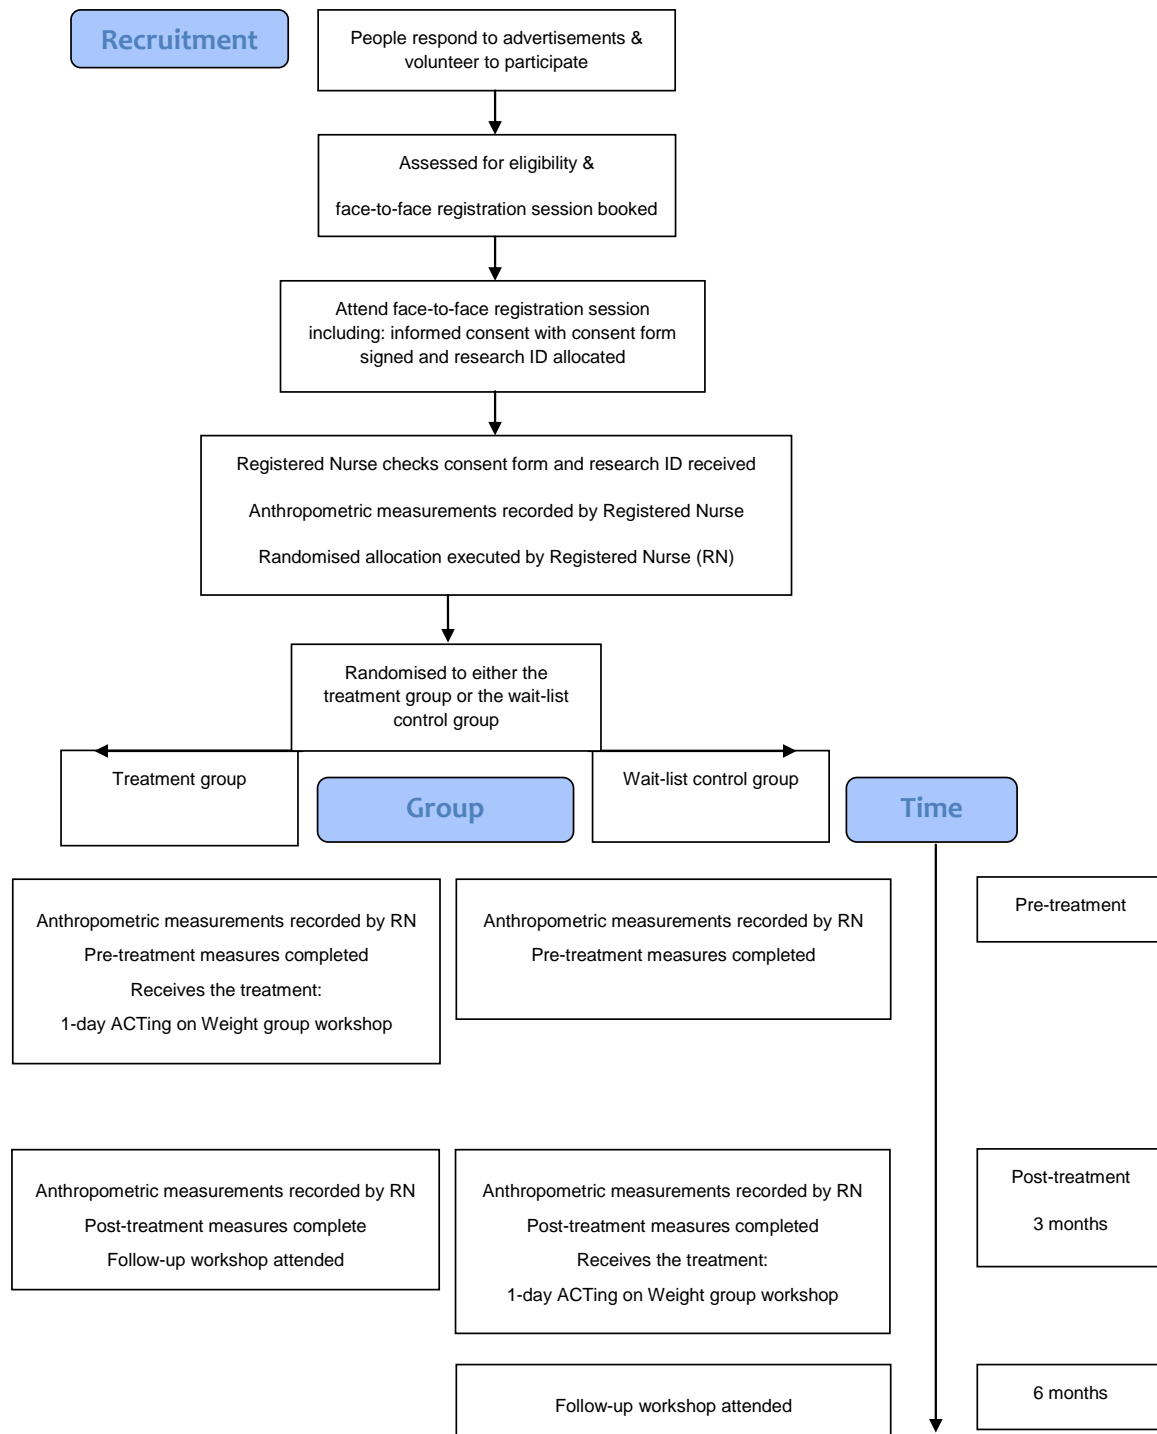 Recruitment
People respond to advertisements &
volunteer to participate
Assessed for eligibility &
face-to-face registration session booked
Attend face-to-face registration session
including: informed consent with consent form
signed and research ID allocated
Registered Nurse checks consent form and research ID received
Anthropometric measurements recorded by Registered Nurse
Randomised allocation executed by Registered Nurse (RN)
Randomised to either the
treatment group or the wait-list
control group
Treatment group
Group
Wait-list control group
Time
Anthropometric measurements recorded by RN
Pre-treatment measures completed
Receives the treatment:
1-day ACTing on Weight group workshop
Anthropometric measurements recorded by RN
Pre-treatment measures completed
Pre-treatment
Anthropometric measurements recorded by RN
Post-treatment measures complete
Follow-up workshop attended
Anthropometric measurements recorded by RN
Post-treatment measures completed
Receives the treatment:
1-day ACTing on Weight group workshop
Post-treatment
3 months
Follow-up workshop attended
6 months